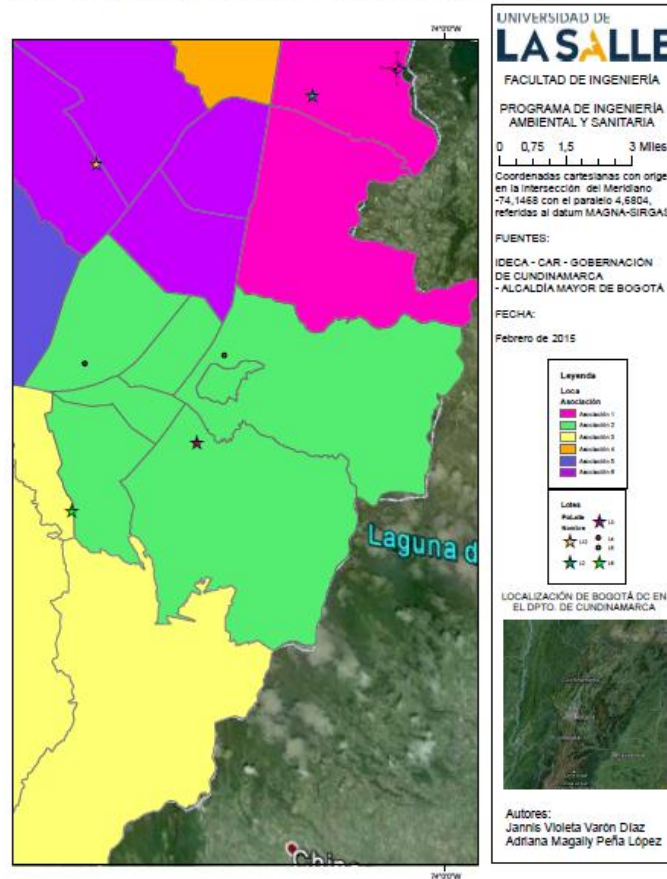 74°0'0"W
Laguna d
74°0'0"W
UNIVERSIDAD DE
LA SALLE
FACULTAD DE INGENIERÍA
PROGRAMA DE INGENIERÍA
AMBIENTAL Y SANITARIA
0 0,75 1,5 3 Miles
Coordenadas cartesianas con orige
en la intersección del Meridiano
-74,1468 con el paralelo 4,6804,
referidas al datum MAGNA-SIRGAS
FUENTES:
IDECA - CAR - GOBERNACIÓN
DE CUNDINAMARCA
- ALCALDÍA MAYOR DE BOGOTÁ
FECHA:
Febrero de 2015
Leyenda
Loca
Asociación
Asociación 1
Asociación 2
Asociación 3
Asociación 4
Asociación 5
Asociación 6
Lotes
Nombre
LOCALIZACIÓN DE BOGOTÁ DC EN
EL DPTO. DE CUNDINAMARCA
Autores:
Jannis Violeta Varón Díaz
Adriana Magally Peña López